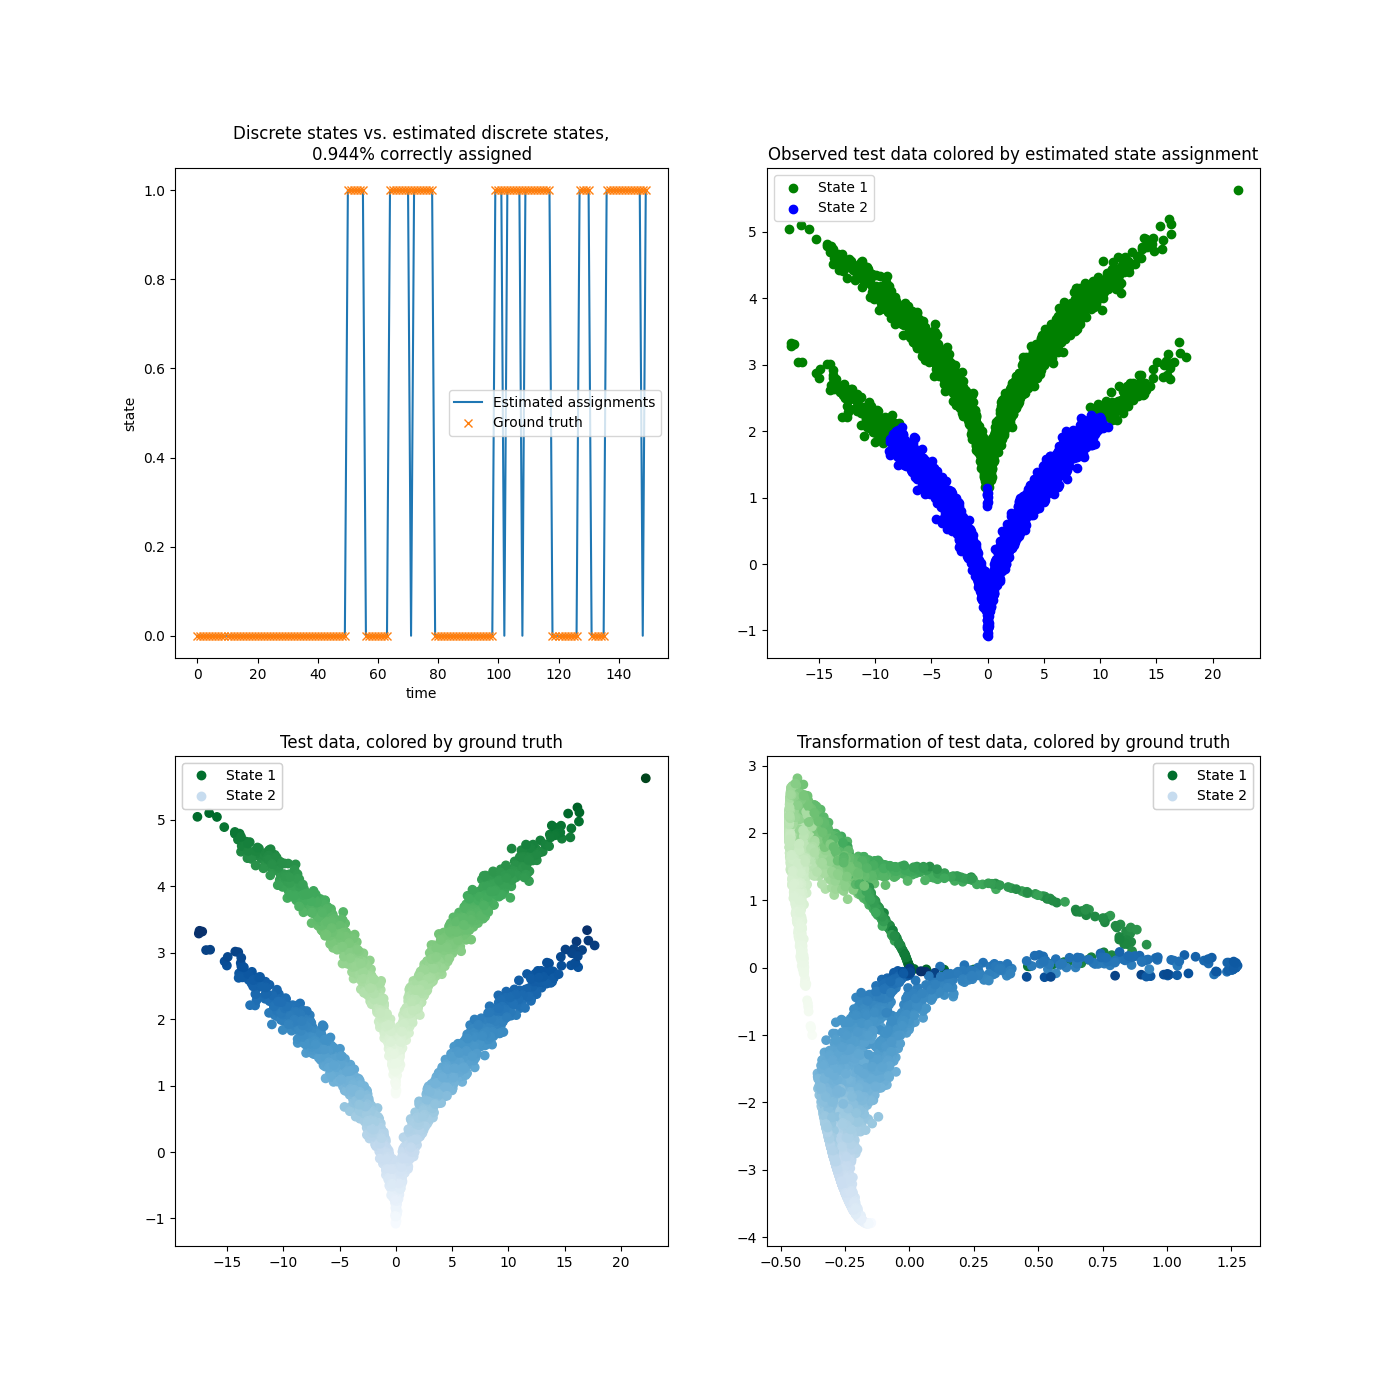 Discrete states vs. estimated discrete states,
0.944% correctly assigned
1.0
0.8
0.6
0.4
0.2
0.0
state
Estimated assignments
Ground truth
0 20 40 60 80 100 120 140
time
Observed test data colored by estimated state assignment
State 1
State 2
5
4
3
2
1
0
−1
−15 −10 −5 0 5 10 15 20
Test data, colored by ground truth
State 1
State 2
5
4
3
2
1
0
−1
−15 −10 −5 0 5 10 15 20
Transformation of test data, colored by ground truth
State 1
State 2
3
2
1
0
−1
−2
−3
−4
−0.50 −0.25 0.00 0.25 0.50 0.75 1.00 1.25